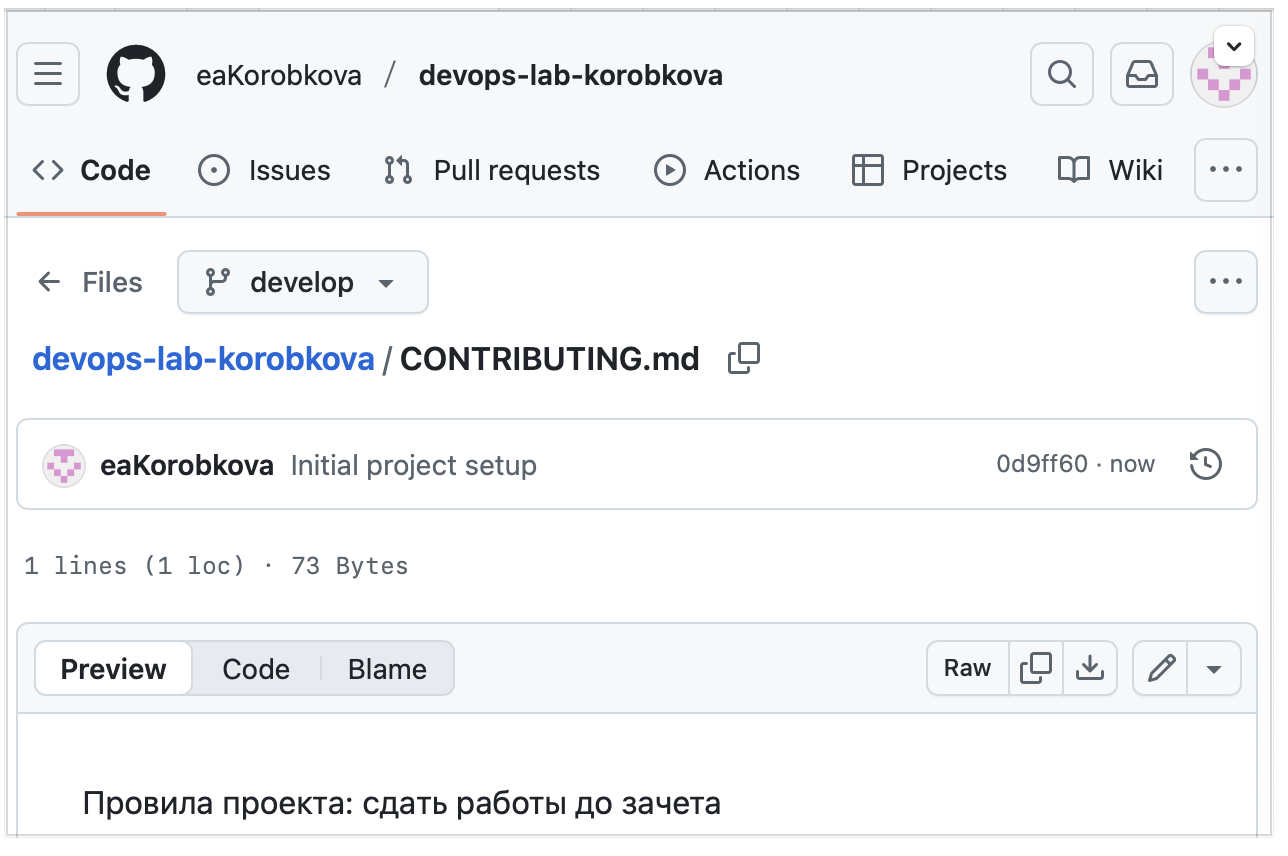 eaKorobkova / devops-lab-korobkova
Code Issues Pull requests Actions Projects Wiki
Files develop
devops-lab-korobkova / CONTRIBUTING.md
eaKorobkova Initial project setup 0d9ff60 · now
1 lines (1 loc) · 73 Bytes
Preview Code Blame Raw
Провила проекта: сдать работы до зачета